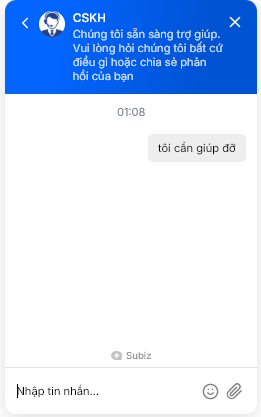 CSKH
Chúng tôi sẵn sàng trợ giúp.
Vui lòng hỏi chúng tôi bất cứ
điều gì hoặc chia sẻ phản
hồi của bạn
01:08
tôi cần giúp đỡ
Subiz
Nhập tin nhắn...